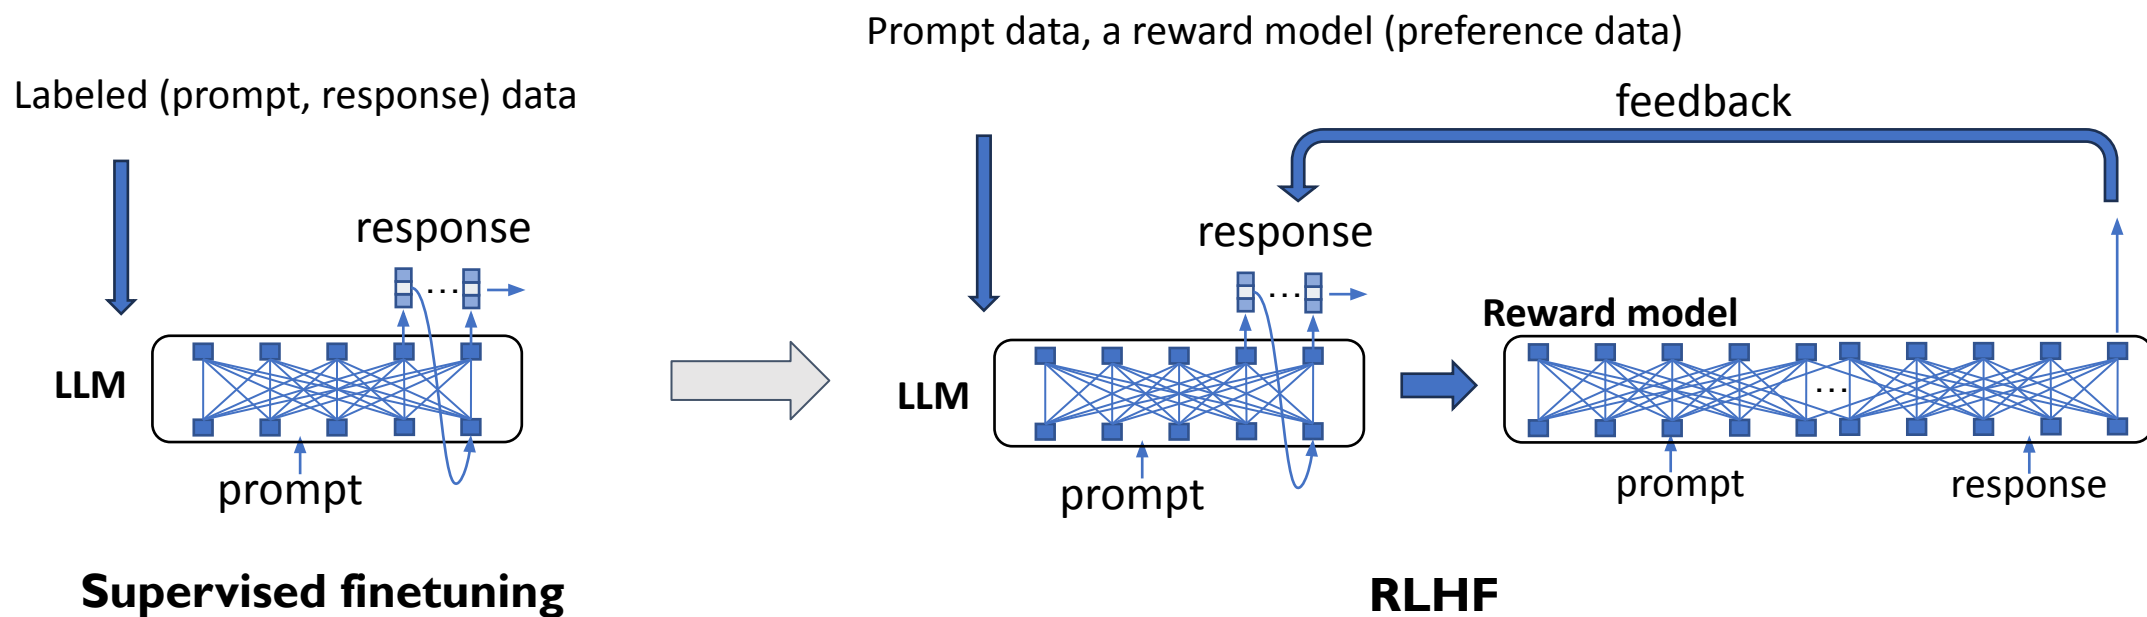 Prompt data, a reward model (preference data)
Labeled (prompt, response) data
feedback
response
response
...
...
Reward model
LLM
LLM
...
prompt
prompt
prompt
response
Supervised finetuning
RLHF